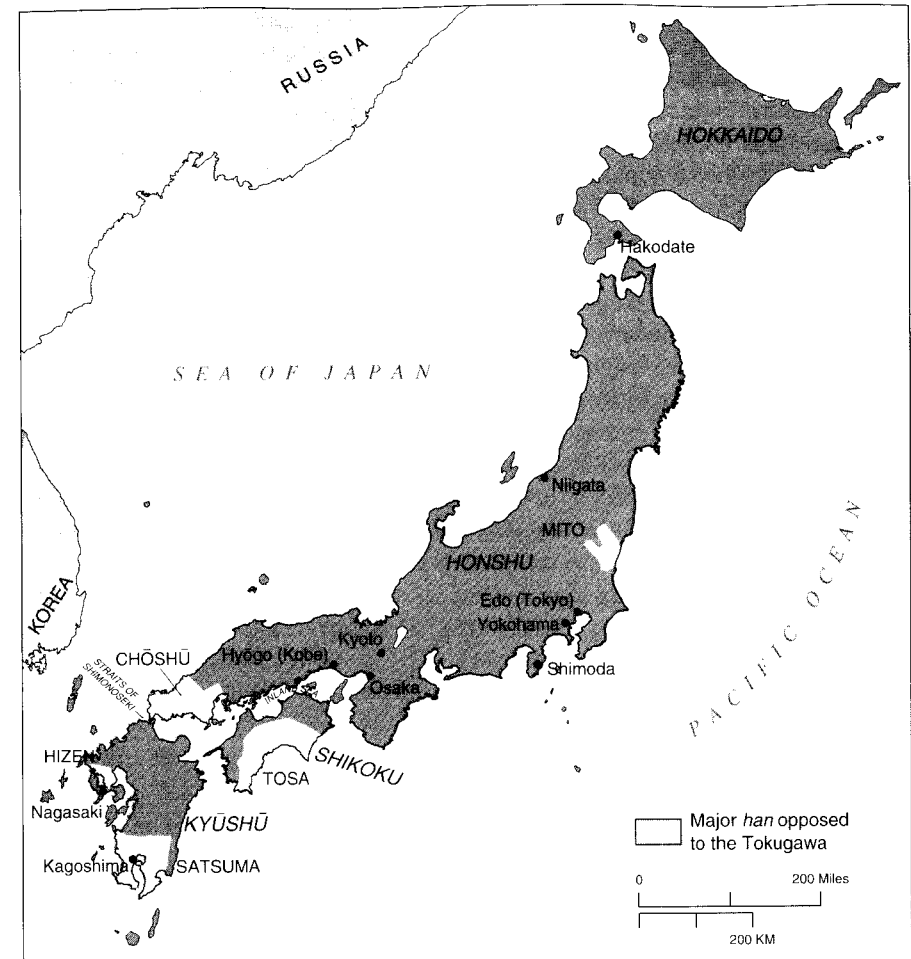 RUSSIA
HOKKAIDO
Hakodate
SEA OF JAPAN
Niigata
MITO
HONSHU
PACIFIC OCEAN
KOREA
Edo (Tokyo)
Yokohama
Kyoto
CHŌSHŪ
Hyōgo (Kobe)
Shimoda
STRAITS OF
SHIMONOSEKI
Osaka
INLAND
HIZEN
SHIKOKU
TOSA
Nagasaki
KYŪSHŪ
Kagoshima
SATSUMA
Major han opposed
to the Tokugawa
0 200 Miles
200 KM